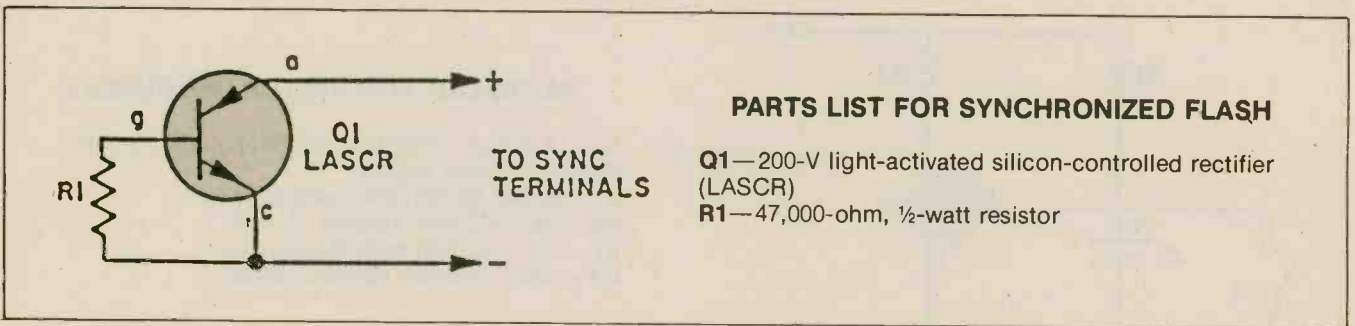 a
+
g
Q1
LASCR
R1
c
TO SYNC
TERMINALS
-
PARTS LIST FOR SYNCHRONIZED FLASH
Q1—200-V light-activated silicon-controlled rectifier
(LASCR)
R1—47,000-ohm, ½-watt resistor